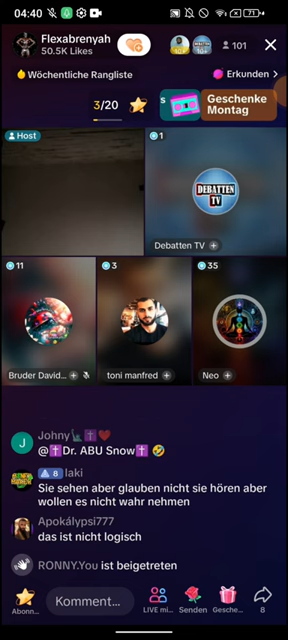 04:40
71
Flexabrenyah
50.5K Likes
101
Wöchentliche Rangliste
Erkunden >
3/20
Geschenke
Montag
Host
1
DEBATTEN
TV
Debatten TV
11
3
35
Bruder David...
toni manfred
Neo
Johny
J
@Dr. ABU Snow
8 laki
Sie sehen aber glauben nicht sie hören aber
wollen es nicht wahr nehmen
Apokálypsi777
das ist nicht logisch
RONNY.You ist beigetreten
Komment...
Abonn...
LIVE mi...
Senden
Gesche...
8